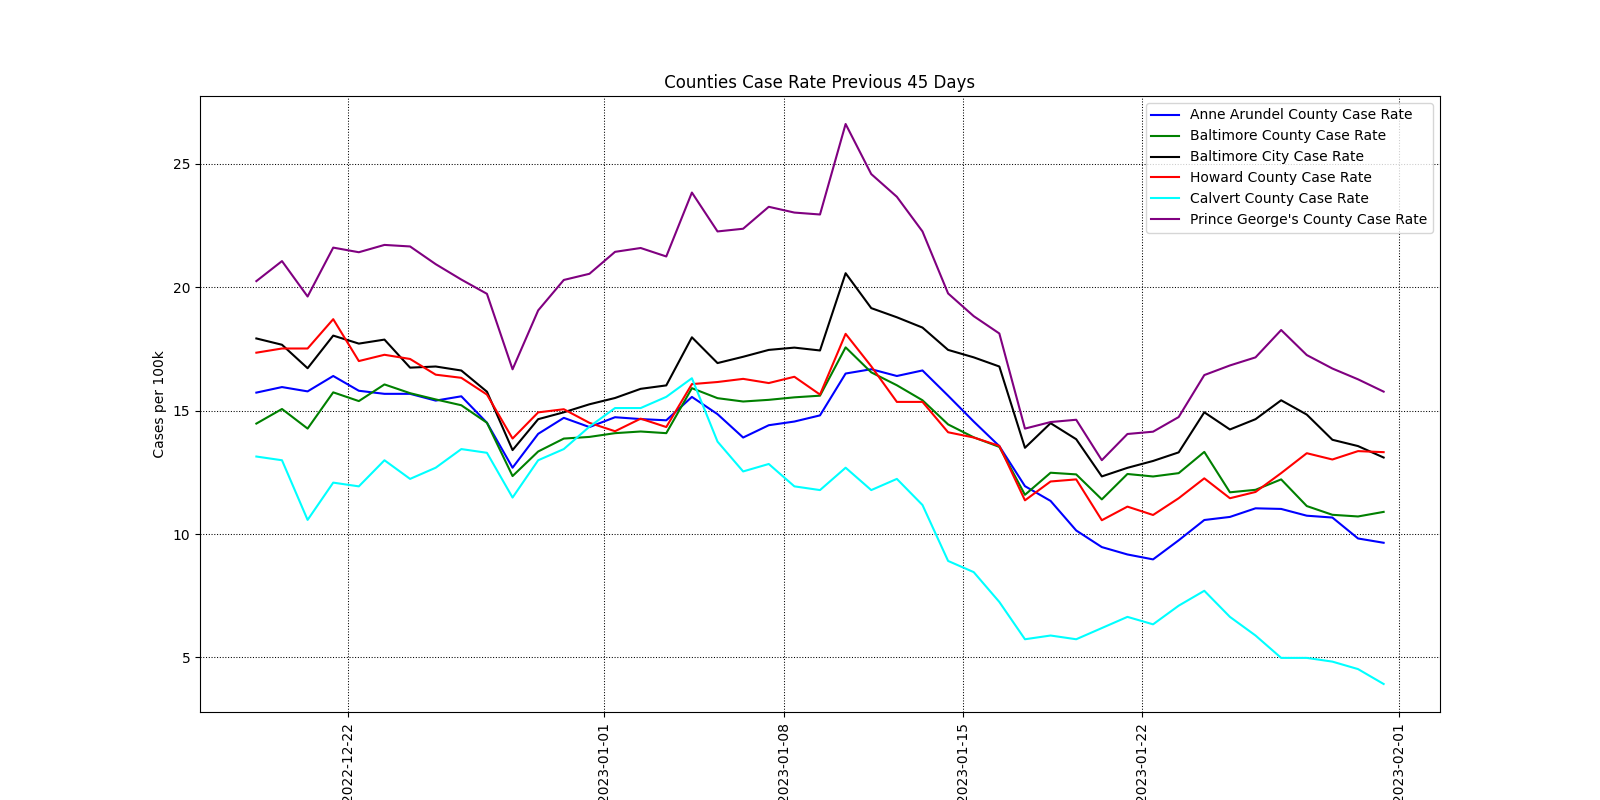 Counties Case Rate Previous 45 Days
Anne Arundel County Case Rate
Baltimore County Case Rate
Baltimore City Case Rate
Howard County Case Rate
Calvert County Case Rate
Prince George's County Case Rate
Cases per 100k
25
20
15
10
5
2022-12-22
2023-01-01
2023-01-08
2023-01-15
2023-01-22
2023-02-01